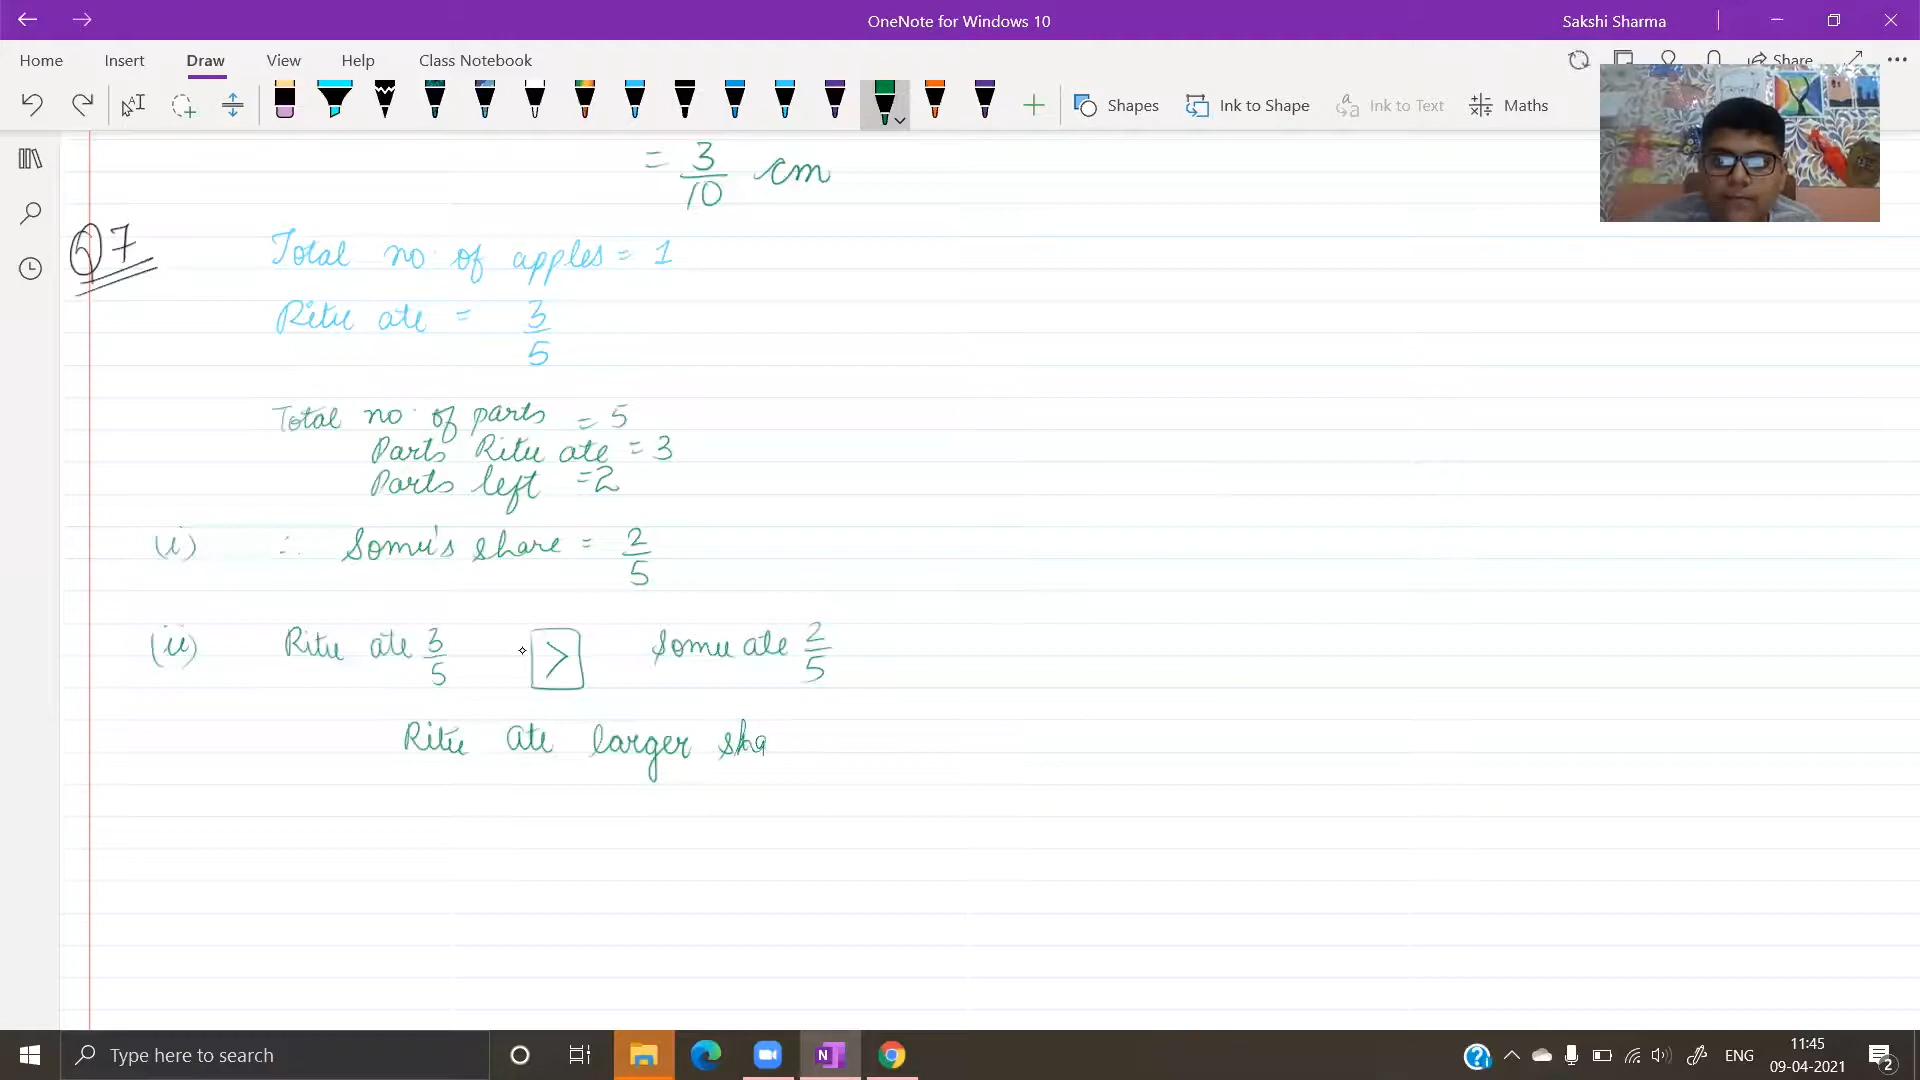 OneNote for Windows 10
Sakshi Sharma
Home Insert Draw View Help Class Notebook
Share
Shapes Ink to Shape Ink to Text Maths
= 3/10 cm
Q7
Total no. of apples = 1
Ritu ate = 3/5
Total no. of parts = 5
Parts Ritu ate = 3
Parts left = 2
(i) ∴ Somu's share = 2/5
(ii) Ritu ate 3/5 > Somu ate 2/5
Ritu ate larger sha
Type here to search
ENG
11:45
09-04-2021
2